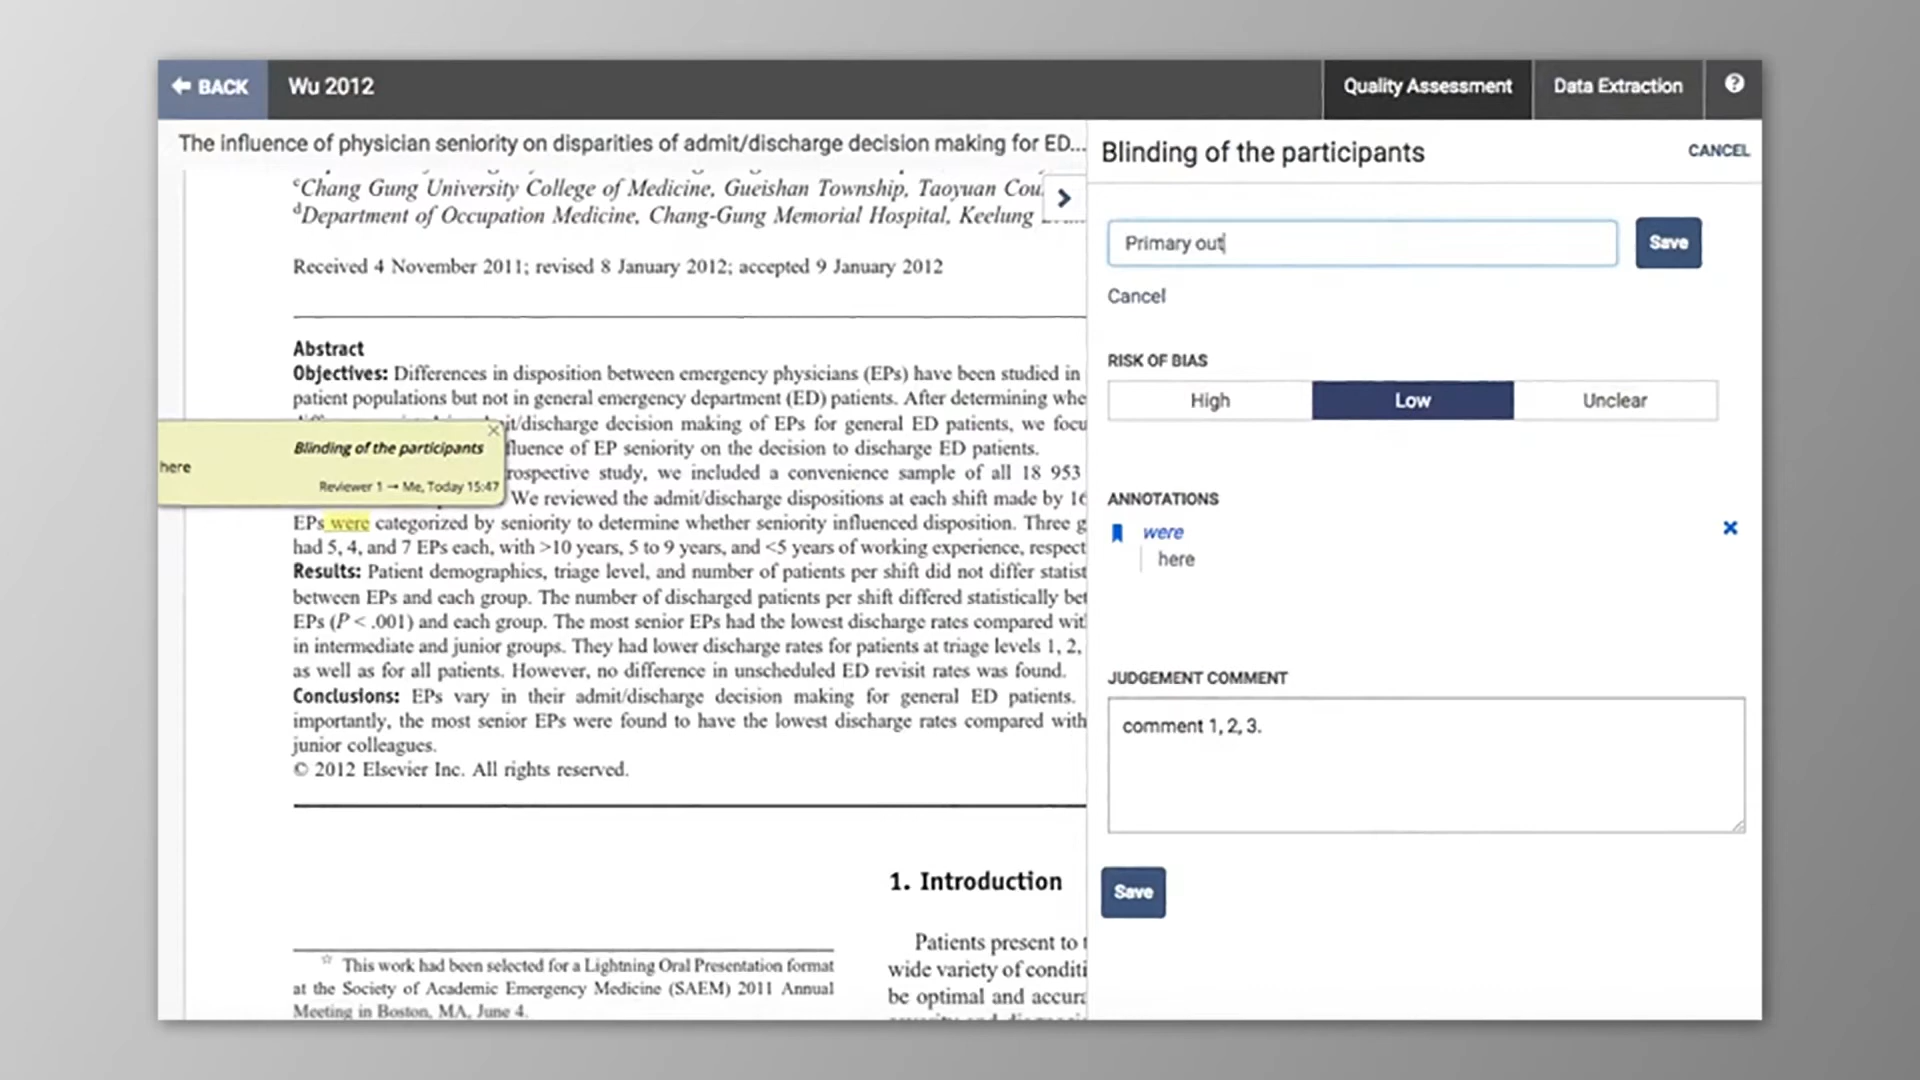 BACK
Wu 2012
Quality Assessment
Data Extraction
?
The influence of physician seniority on disparities of admit/discharge decision making for ED...
cChang Gung University College of Medicine, Gueishan Township, Taoyuan Cou
dDepartment of Occupation Medicine, Chang-Gung Memorial Hospital, Keelung
Received 4 November 2011; revised 8 January 2012; accepted 9 January 2012
Abstract
Objectives: Differences in disposition between emergency physicians (EPs) have been studied in
patient populations but not in general emergency department (ED) patients. After determining whe
it/discharge decision making of EPs for general ED patients, we focu
fluence of EP seniority on the decision to discharge ED patients.
rospective study, we included a convenience sample of all 18 953
We reviewed the admit/discharge dispositions at each shift made by 16
EPs were categorized by seniority to determine whether seniority influenced disposition. Three g
had 5, 4, and 7 EPs each, with >10 years, 5 to 9 years, and <5 years of working experience, respect
Results: Patient demographics, triage level, and number of patients per shift did not differ statist
between EPs and each group. The number of discharged patients per shift differed statistically bet
EPs (P < .001) and each group. The most senior EPs had the lowest discharge rates compared wit
in intermediate and junior groups. They had lower discharge rates for patients at triage levels 1, 2,
as well as for all patients. However, no difference in unscheduled ED revisit rates was found.
Conclusions: EPs vary in their admit/discharge decision making for general ED patients.
importantly, the most senior EPs were found to have the lowest discharge rates compared with
junior colleagues.
© 2012 Elsevier Inc. All rights reserved.
Blinding of the participants
here
Reviewer 1 → Me, Today 15:47
☆ This work had been selected for a Lightning Oral Presentation format
at the Society of Academic Emergency Medicine (SAEM) 2011 Annual
Meeting in Boston, MA, June 4.
1. Introduction
Patients present to t
wide variety of conditi
be optimal and accura
Blinding of the participants
CANCEL
Primary out
Save
Cancel
RISK OF BIAS
High
Low
Unclear
ANNOTATIONS
were
here
JUDGEMENT COMMENT
comment 1, 2, 3.
Save